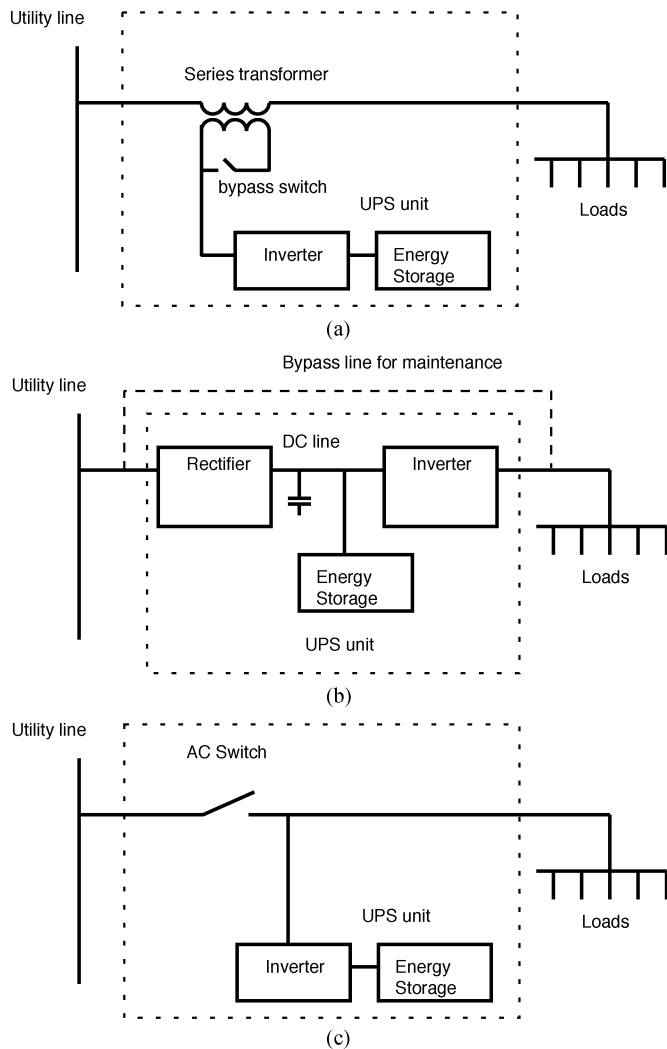 Utility line
Series transformer
bypass switch
UPS unit
Loads
Inverter
Energy
Storage
(a)
Bypass line for maintenance
Utility line
DC line
Rectifier
Inverter
Energy
Storage
Loads
UPS unit
(b)
Utility line
AC Switch
UPS unit
Loads
Inverter
Energy
Storage
(c)